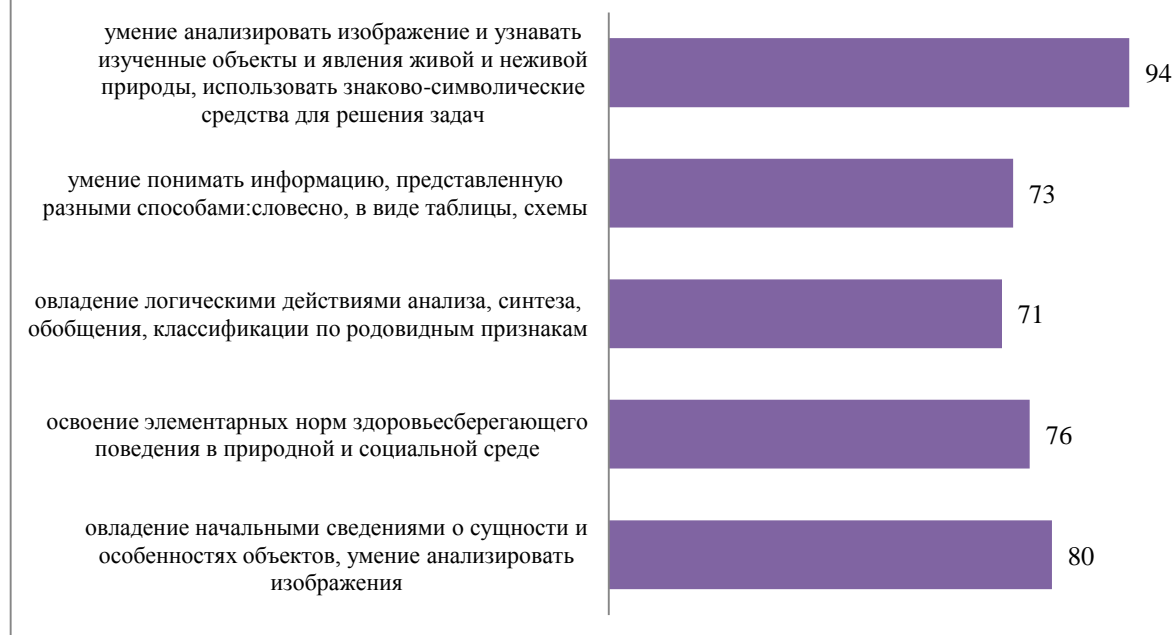 умение анализировать изображение и узнавать
изученные объекты и явления живой и неживой
природы, использовать знаково-символические
средства для решения задач
94
умение понимать информацию, представленную
разными способами:словесно, в виде таблицы, схемы
73
овладение логическими действиями анализа, синтеза,
обобщения, классификации по родовидным признакам
71
освоение элементарных норм здоровьесберегающего
поведения в природной и социальной среде
76
овладение начальными сведениями о сущности и
особенностях объектов, умение анализировать
изображения
80